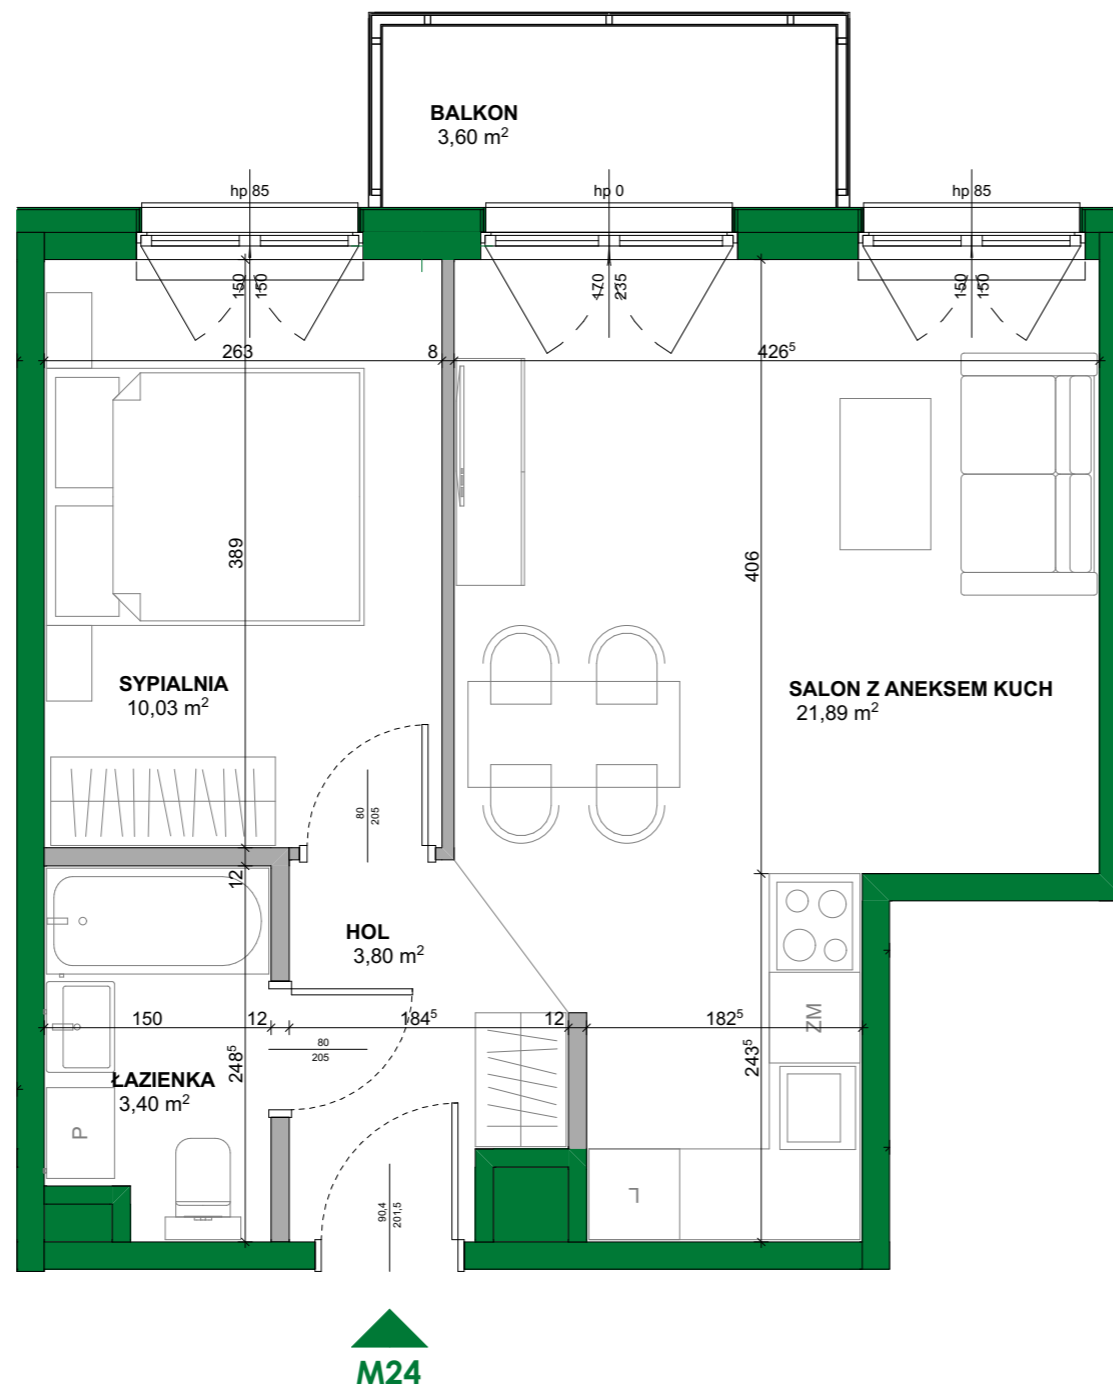 BALKON
3,60 m²
hp 85
hp 0
hp 85
150
150
170
235
150
150
263
8
426⁵
389
406
SYPIALNIA
10,03 m²
SALON Z ANEKSEM KUCH
21,89 m²
80
205
12
HOL
3,80 m²
150
12
184⁵
12
182⁵
ZM
80
205
248⁵
243⁵
ŁAZIENKA
3,40 m²
P
L
90,4
201,5
M24